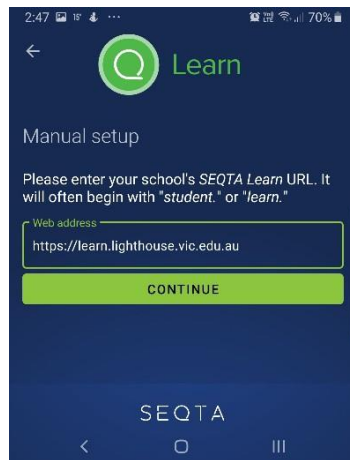 2:47
70%
Learn
Manual setup
Please enter your school's SEQTA Learn URL. It
will often begin with "student." or "learn."
Web address
https://learn.lighthouse.vic.edu.au
CONTINUE
SEQTA